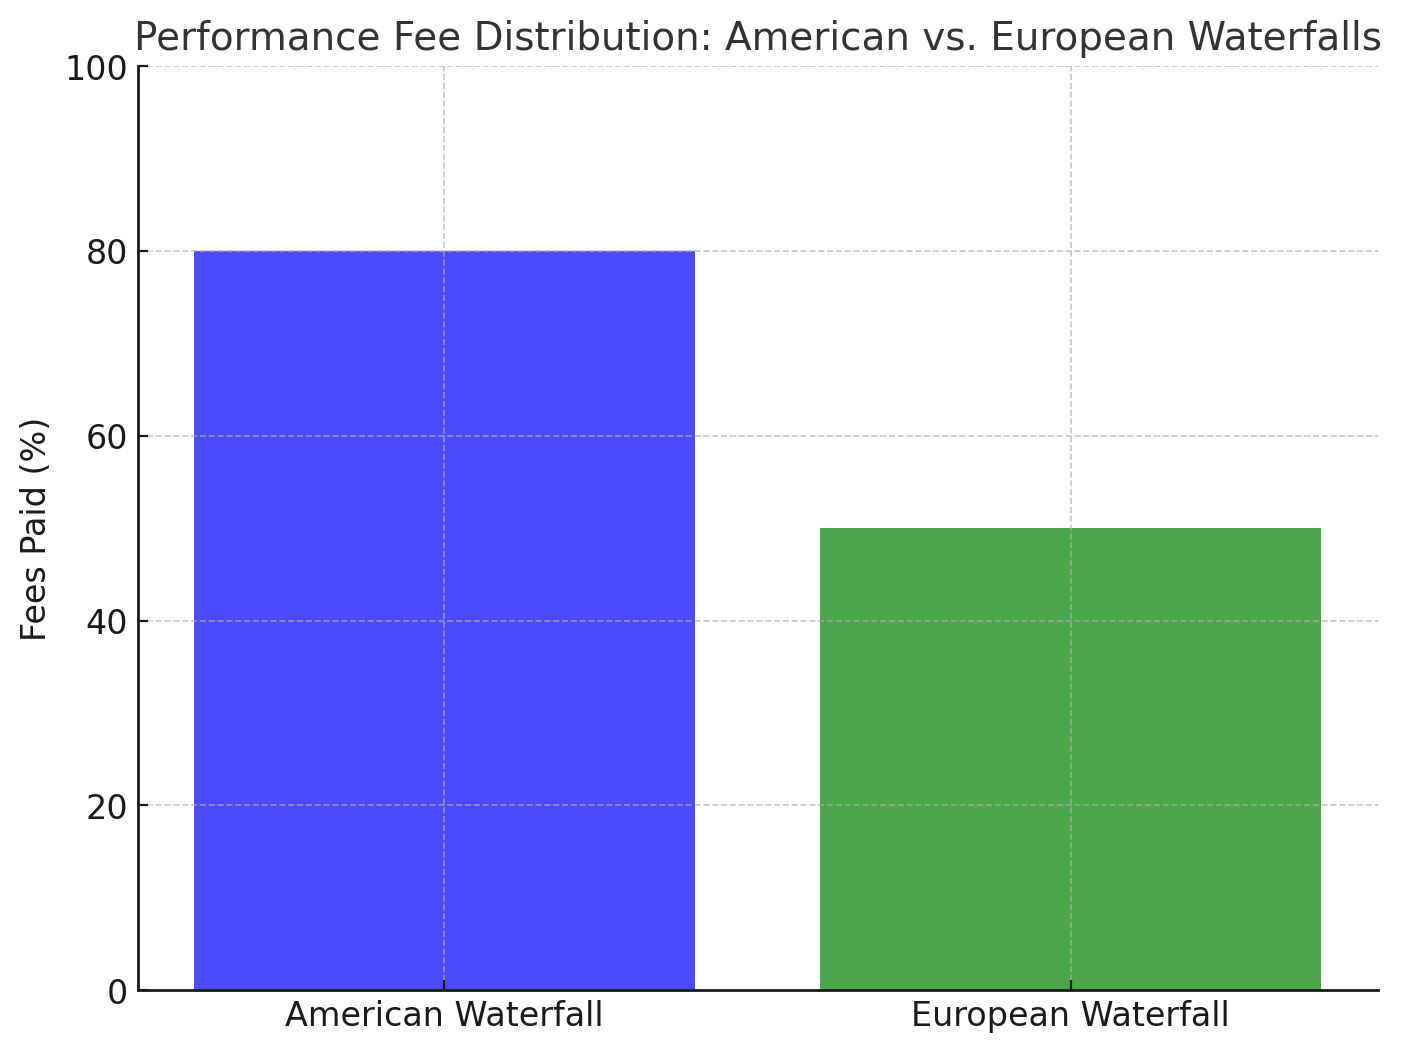 Performance Fee Distribution: American vs. European Waterfalls
100
80
60
40
20
0
Fees Paid (%)
American Waterfall
European Waterfall